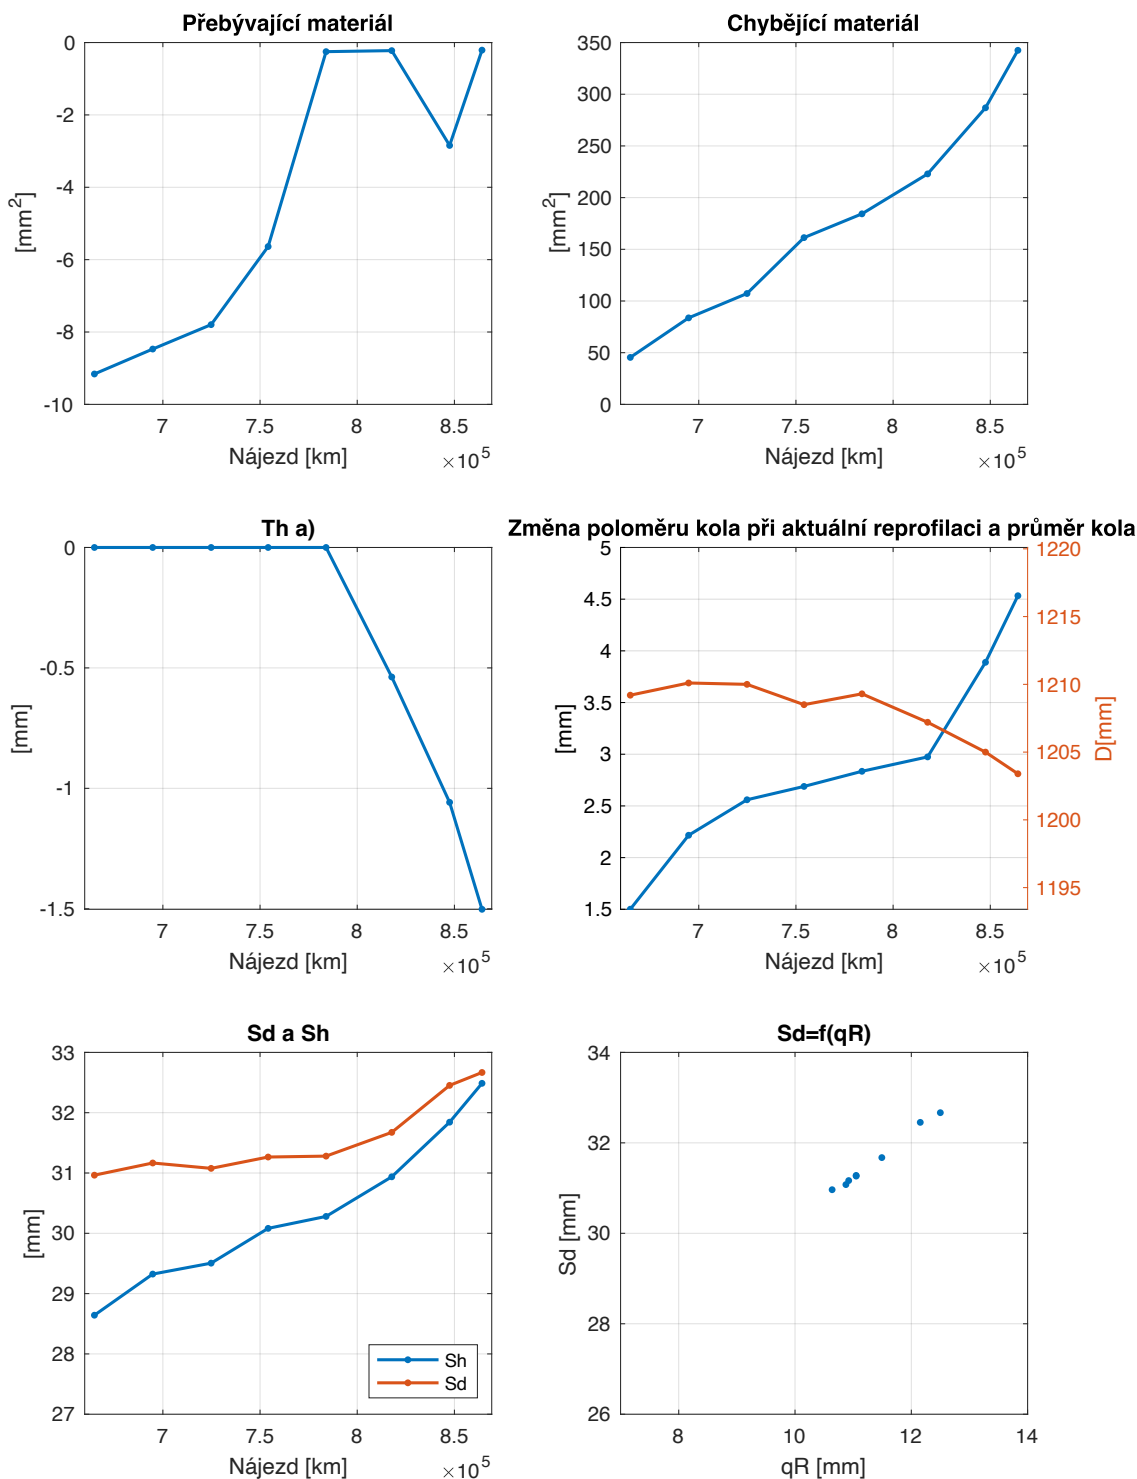 Přebývající materiál
0
-2
-4
-6
-8
-10
[mm2]
7 7.5 8 8.5
Nájezd [km]
×10 5
Chybějící materiál
350
300
250
200
150
100
50
0
[mm2]
7 7.5 8 8.5
Nájezd [km]
×10 5
Th a)
0
-0.5
-1
-1.5
[mm]
7 7.5 8 8.5
Nájezd [km]
×10 5
Změna poloměru kola při aktuální reprofilaci a průměr kola
5
4.5
4
3.5
3
2.5
2
1.5
[mm]
1220
1215
1210
1205
1200
1195
D[mm]
7 7.5 8 8.5
Nájezd [km]
×10 5
Sd a Sh
33
32
31
30
29
28
27
[mm]
Sh
Sd
7 7.5 8 8.5
Nájezd [km]
×10 5
Sd=f(qR)
34
32
30
28
26
Sd [mm]
8 10 12 14
qR [mm]